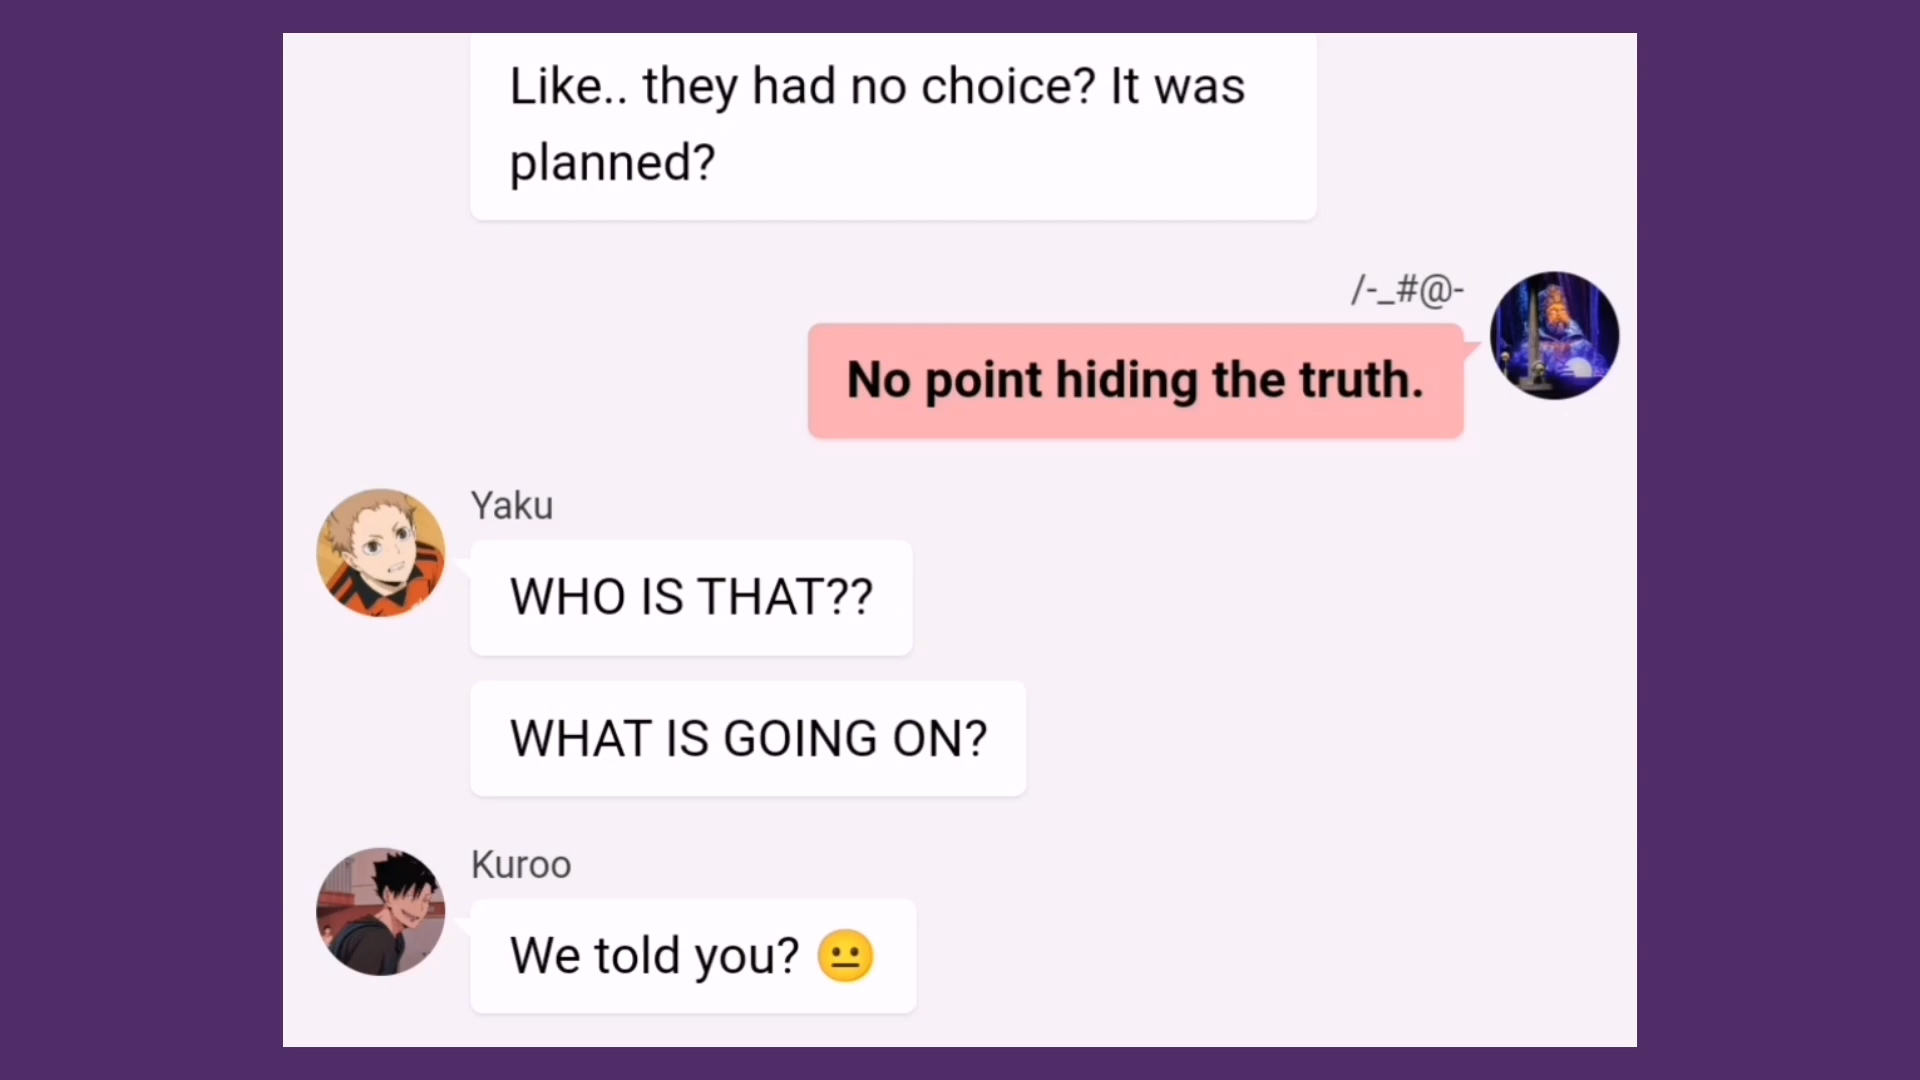 Like.. they had no choice? It was
planned?
/-_#@-
No point hiding the truth.
Yaku
WHO IS THAT??
WHAT IS GOING ON?
Kuroo
We told you? 😐